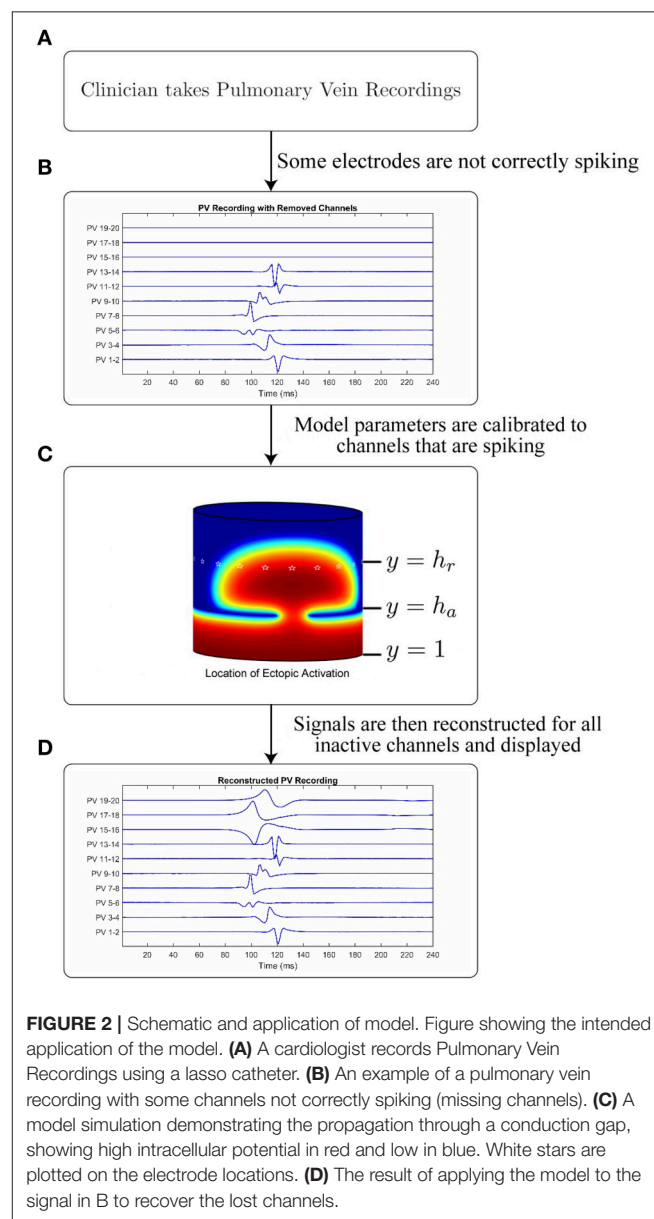 A
Clinician takes Pulmonary Vein Recordings
Some electrodes are not correctly spiking
B
PV Recording with Removed Channels
PV 19-20
PV 17-18
PV 15-16
PV 13-14
PV 11-12
PV 9-10
PV 7-8
PV 5-6
PV 3-4
PV 1-2
20 40 60 80 100 120 140 160 180 200 220 240
Time (ms)
Model parameters are calibrated to
channels that are spiking
C
y = h_r
y = h_a
y = 1
Location of Ectopic Activation
Signals are then reconstructed for all
inactive channels and displayed
D
Reconstructed PV Recording
PV 19-20
PV 17-18
PV 15-16
PV 13-14
PV 11-12
PV 9-10
PV 7-8
PV 5-6
PV 3-4
PV 1-2
20 40 60 80 100 120 140 160 180 200 220 240
Time (ms)
FIGURE 2 | Schematic and application of model. Figure showing the intended
application of the model. (A) A cardiologist records Pulmonary Vein
Recordings using a lasso catheter. (B) An example of a pulmonary vein
recording with some channels not correctly spiking (missing channels). (C) A
model simulation demonstrating the propagation through a conduction gap,
showing high intracellular potential in red and low in blue. White stars are
plotted on the electrode locations. (D) The result of applying the model to the
signal in B to recover the lost channels.